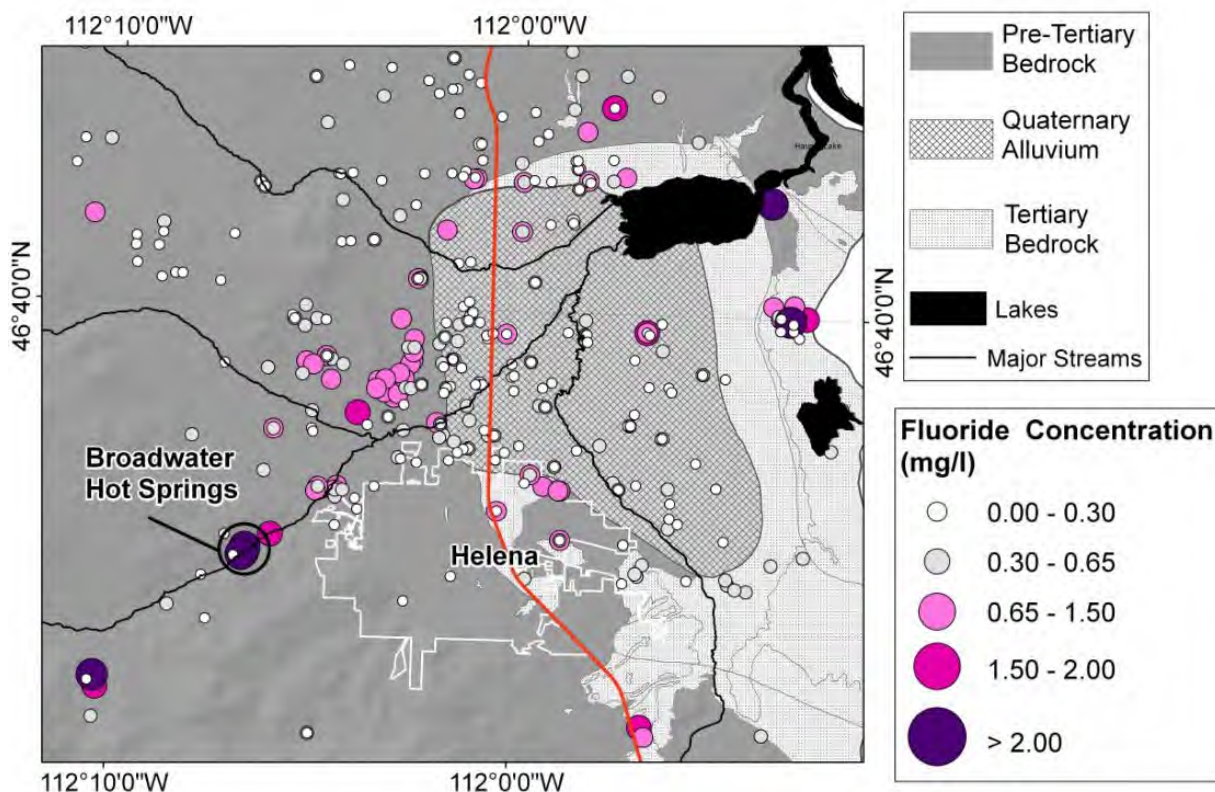 112°10'0"W
112°0'0"W
46°40'0"N
46°40'0"N
Broadwater
Hot Springs
Helena
112°10'0"W
112°0'0"W
Pre-Tertiary
Bedrock
Quaternary
Alluvium
Tertiary
Bedrock
Lakes
Major Streams
Fluoride Concentration
(mg/l)
0.00 - 0.30
0.30 - 0.65
0.65 - 1.50
1.50 - 2.00
> 2.00